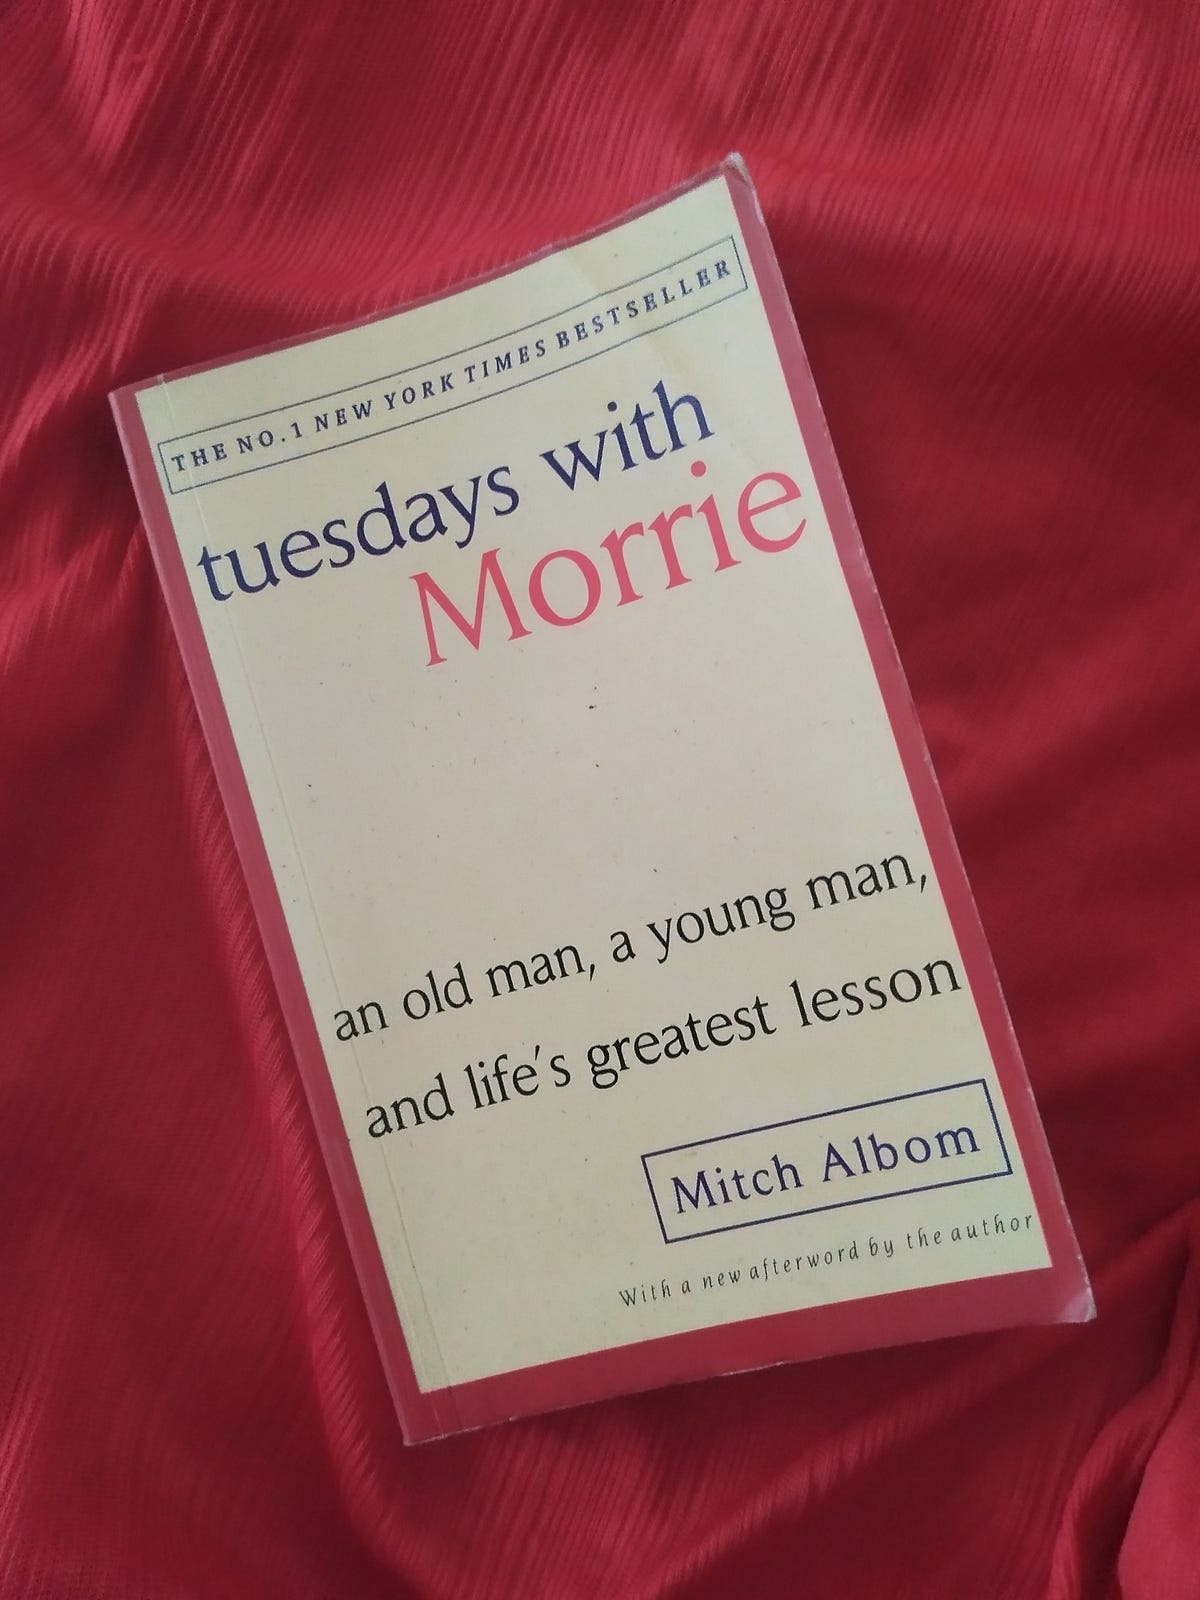 THE NO.1 NEW YORK TIMES BESTSELLER
tuesdays with
Morrie
an old man, a young man,
and life's greatest lesson
Mitch Albom
With a new afterword by the author